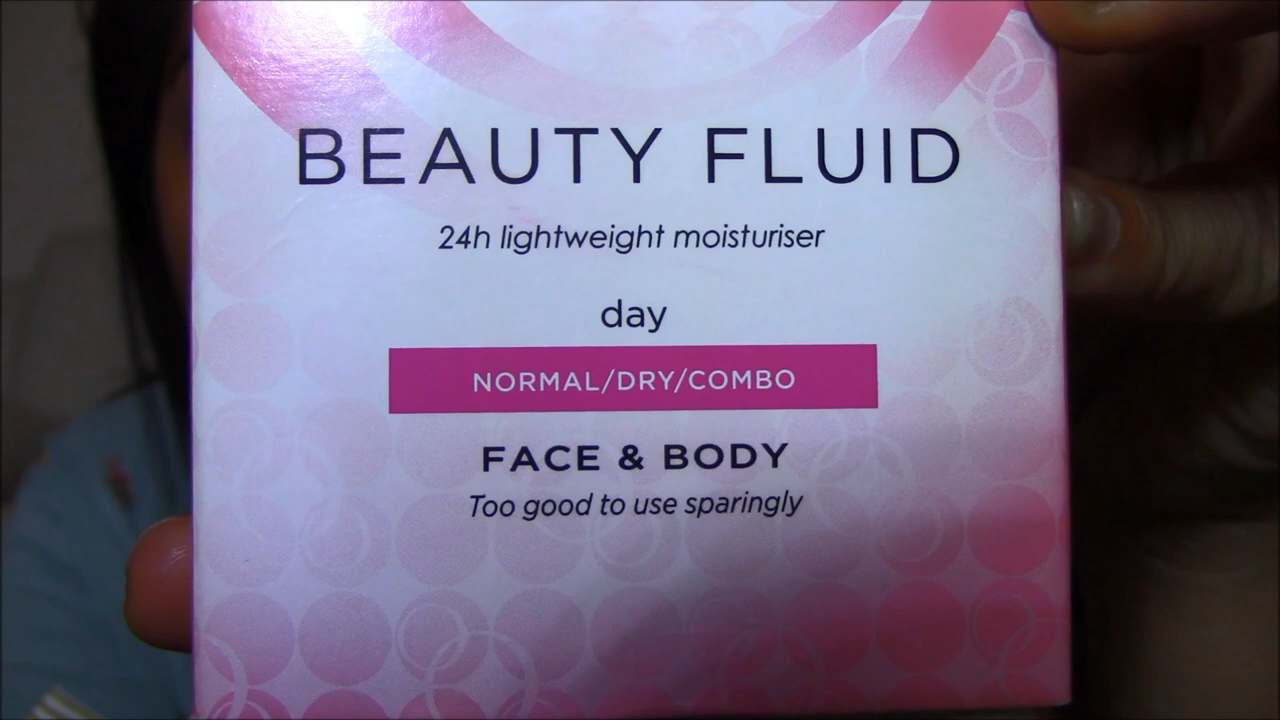 BEAUTY FLUID
24h lightweight moisturiser
day
NORMAL/DRY/COMBO
FACE & BODY
Too good to use sparingly